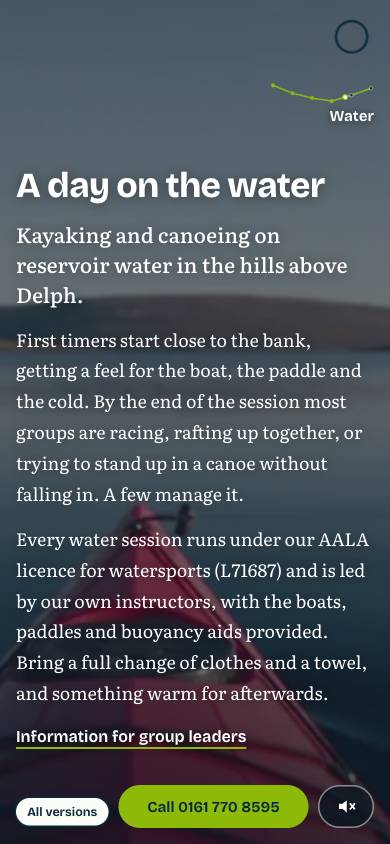 Water
A day on the water
Kayaking and canoeing on
reservoir water in the hills above
Delph.
First timers start close to the bank,
getting a feel for the boat, the paddle and
the cold. By the end of the session most
groups are racing, rafting up together, or
trying to stand up in a canoe without
falling in. A few manage it.
Every water session runs under our AALA
licence for watersports (L71687) and is led
by our own instructors, with the boats,
paddles and buoyancy aids provided.
Bring a full change of clothes and a towel,
and something warm for afterwards.
Information for group leaders
All versions
Call 0161 770 8595